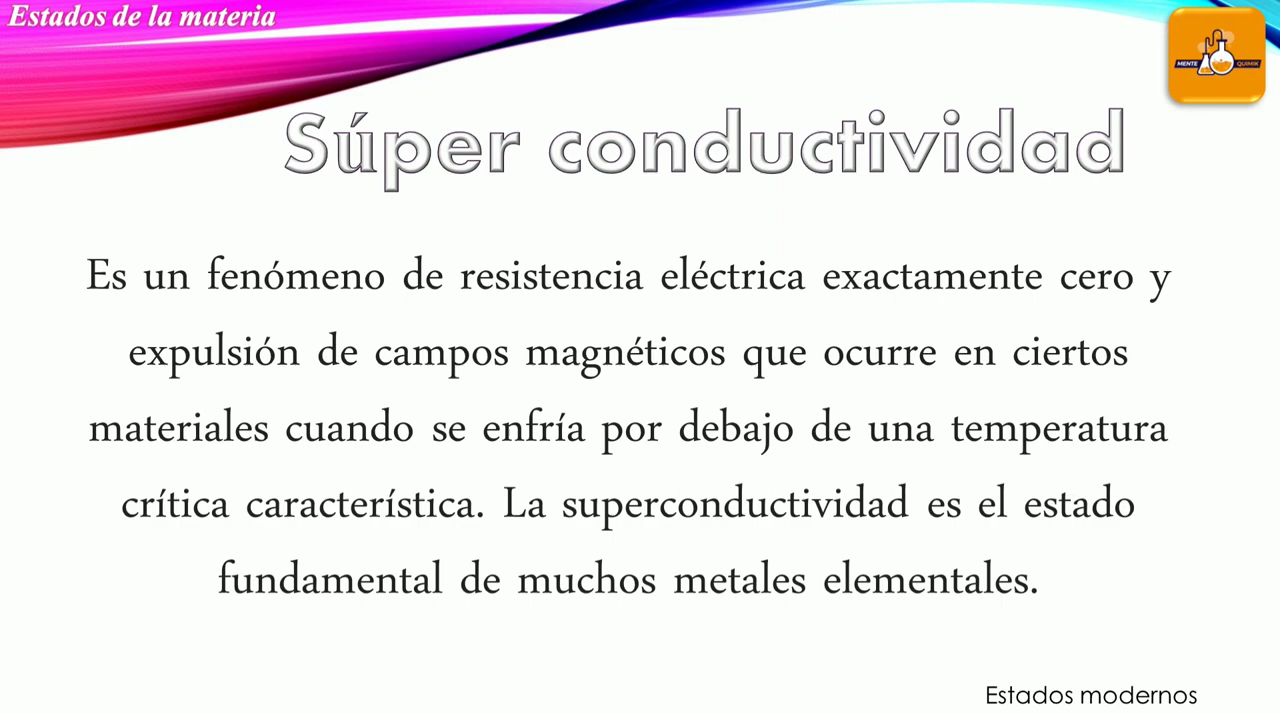 Estados de la materia
MENTE QUIMIK
Súper conductividad
Es un fenómeno de resistencia eléctrica exactamente cero y
expulsión de campos magnéticos que ocurre en ciertos
materiales cuando se enfría por debajo de una temperatura
crítica característica. La superconductividad es el estado
fundamental de muchos metales elementales.
Estados modernos